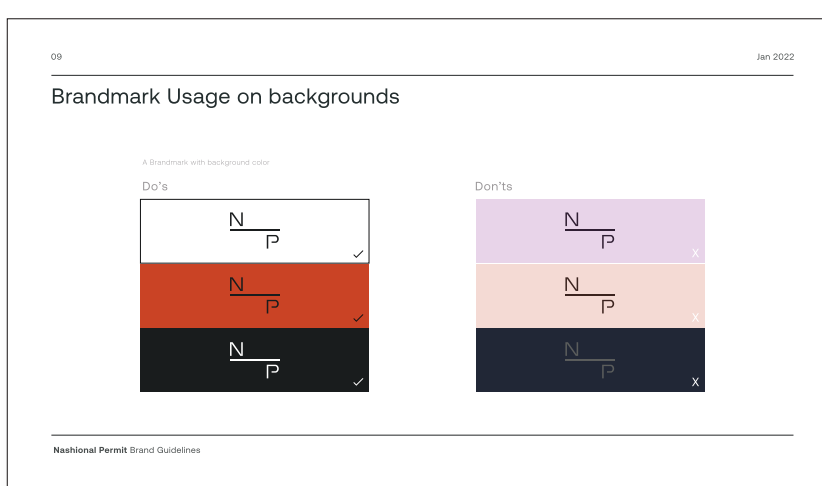 09
Jan 2022
Brandmark Usage on backgrounds
A Brandmark with background color
Do's
Don'ts
N
P
N
P
N
P
N
P
X
N
P
X
N
P
X
Nashional Permit Brand Guidelines